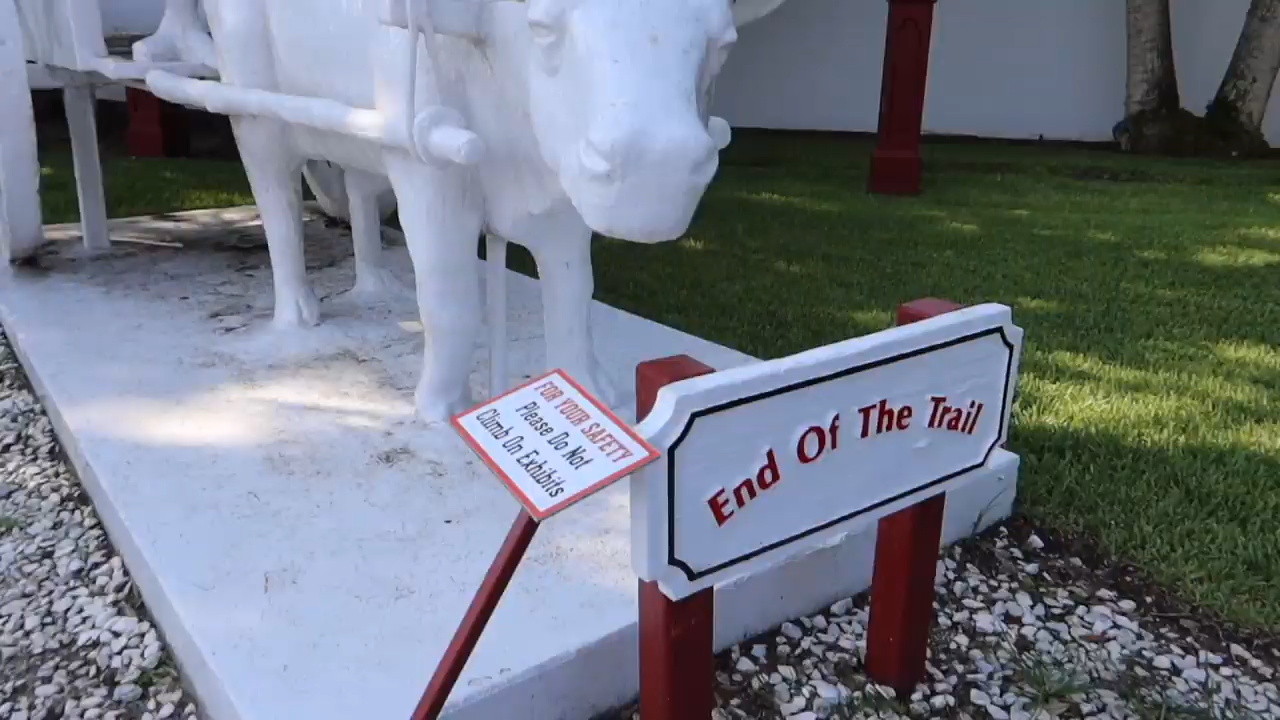 FOR YOUR SAFETY
Please Do Not
Climb On Exhibits
End Of The Trail